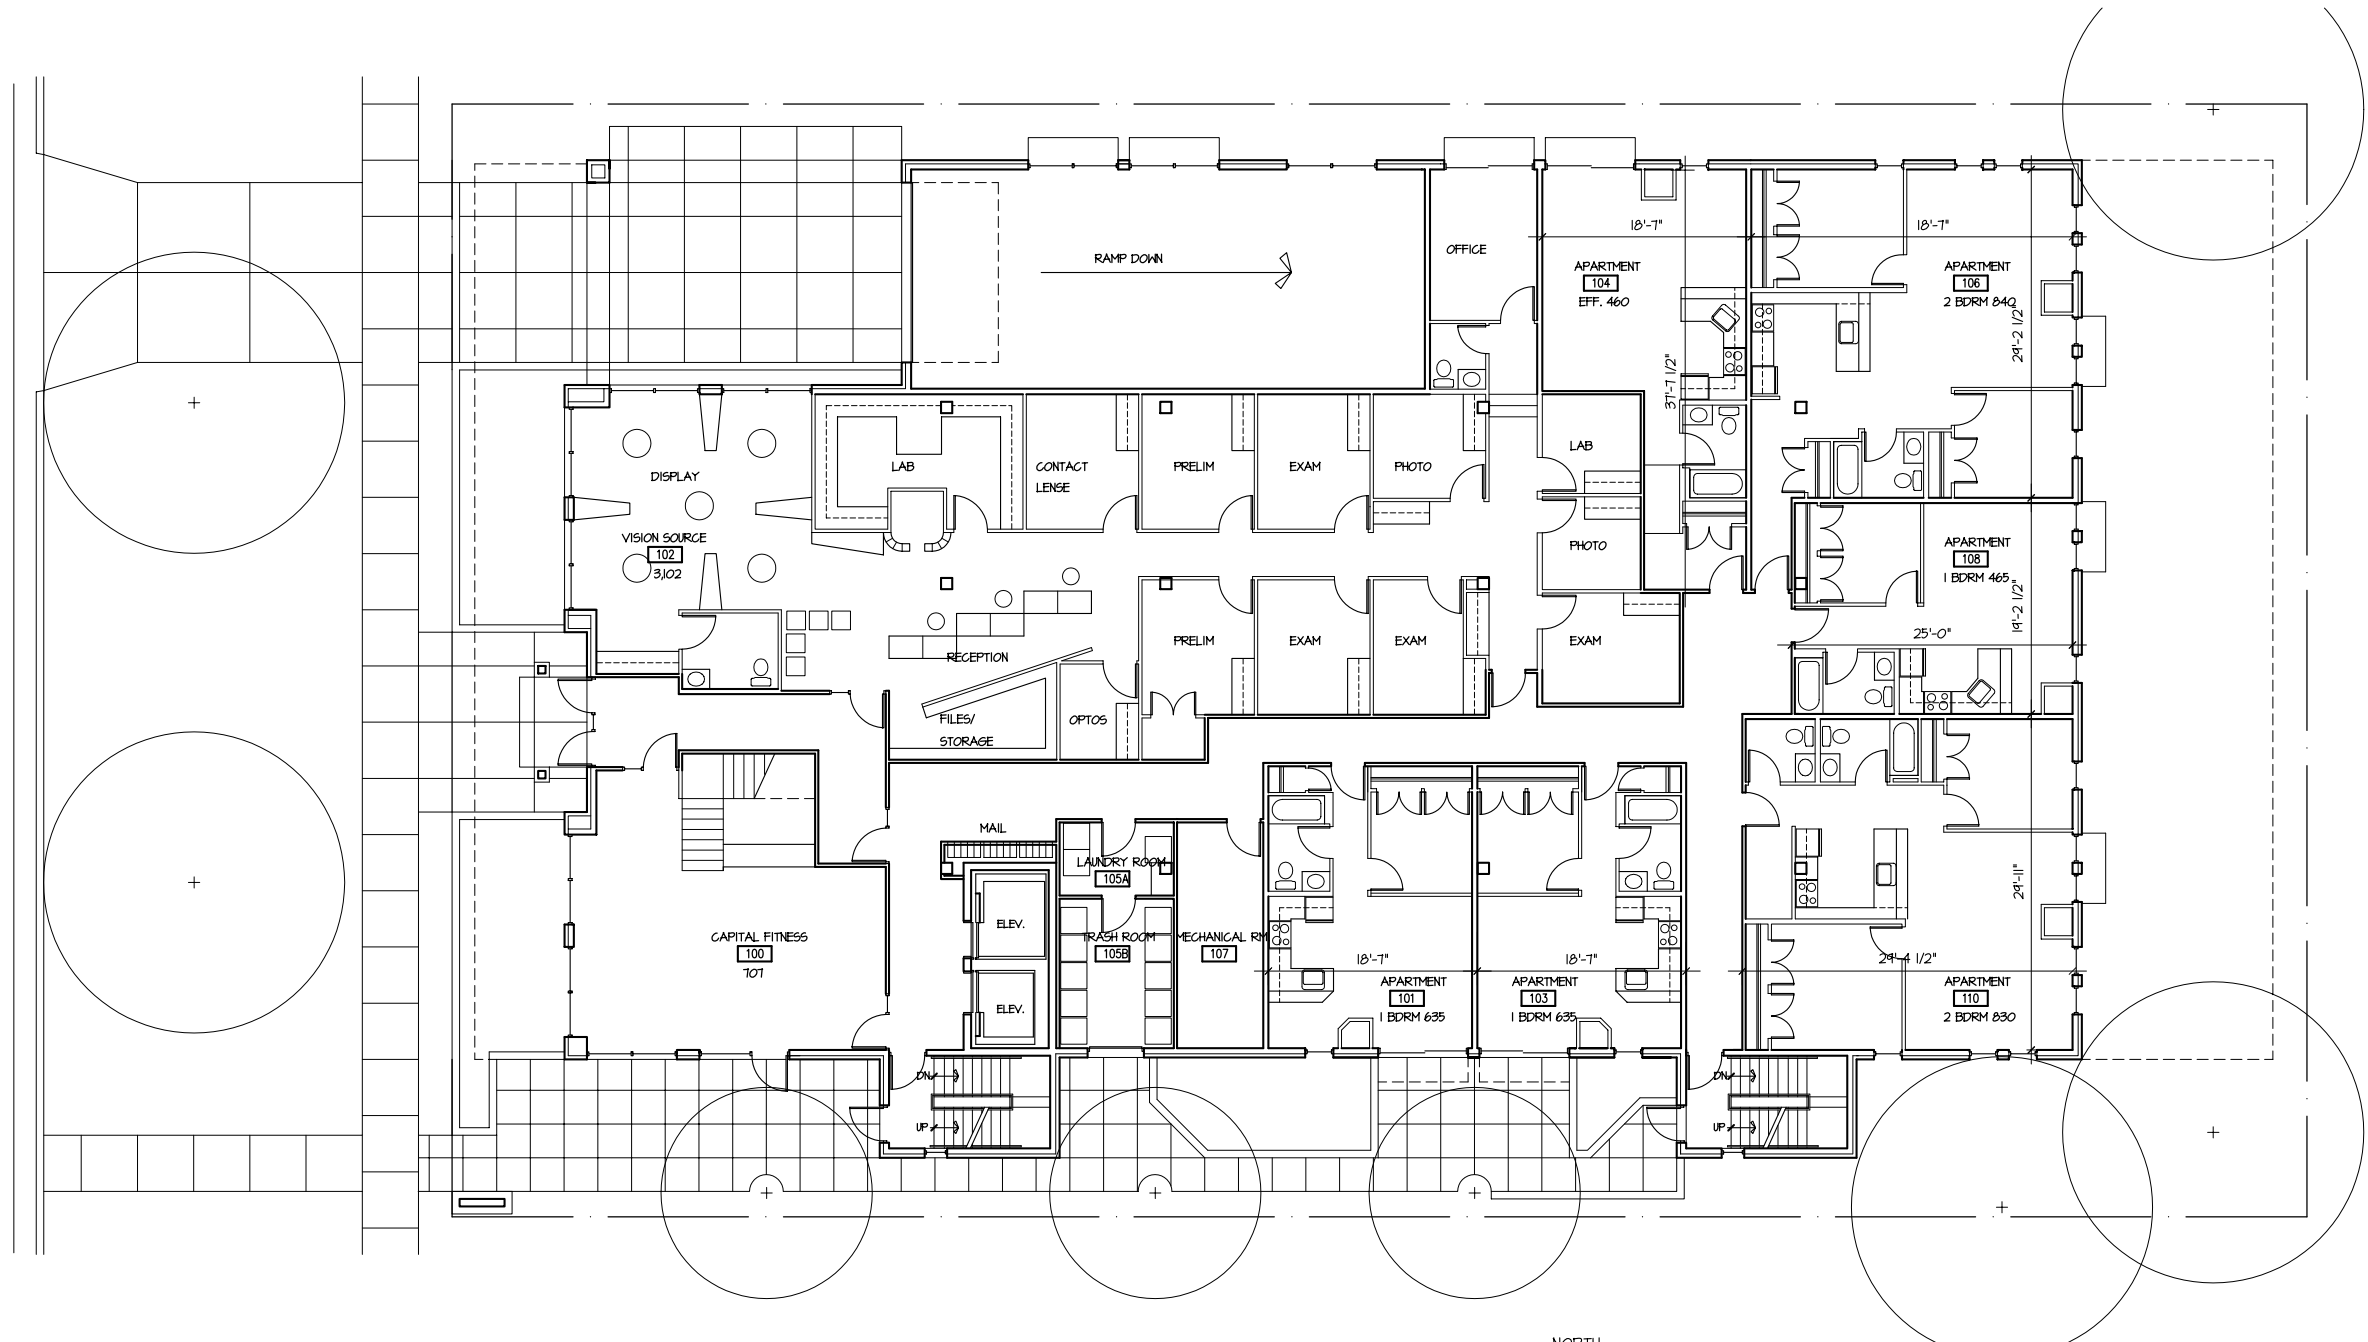 RAMP DOWN
OFFICE
18'-7"
18'-7"
APARTMENT
104
EFF. 460
APARTMENT
106
2 BDRM 840
29'-2 1/2"
37'-7 1/2"
DISPLAY
LAB
CONTACT
LENSE
PRELIM
EXAM
PHOTO
LAB
PHOTO
VISION SOURCE
102
3,102
APARTMENT
108
1 BDRM 465
19'-2 1/2"
25'-0"
RECEPTION
PRELIM
EXAM
EXAM
EXAM
FILES/
STORAGE
OPTOS
MAIL
LAUNDRY ROOM
105A
ELEV.
TRASH ROOM
105B
MECHANICAL RM
107
CAPITAL FITNESS
100
707
ELEV.
18'-7"
18'-7"
APARTMENT
101
1 BDRM 635
APARTMENT
103
1 BDRM 635
29'-11"
29'-4 1/2"
APARTMENT
110
2 BDRM 830
DN
UP
DN
UP
NORTH